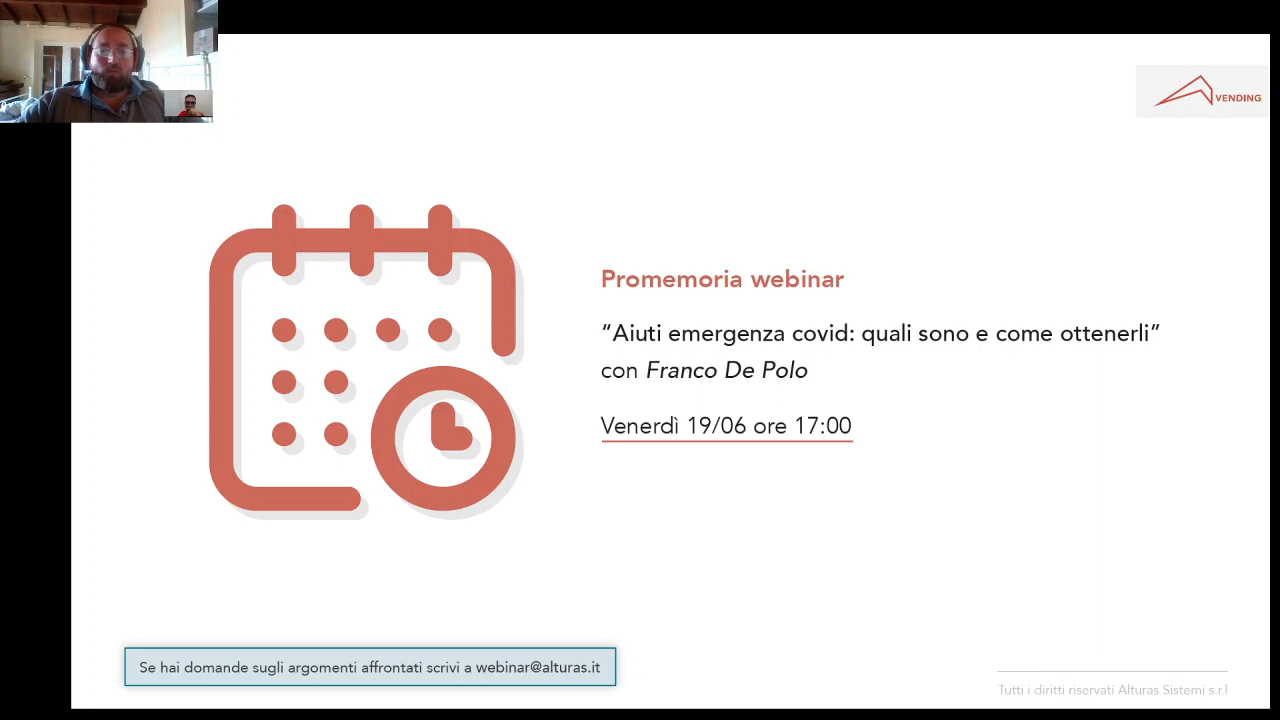 VENDING
Promemoria webinar
“Aiuti emergenza covid: quali sono e come ottenerli”
con Franco De Polo
Venerdì 19/06 ore 17:00
Se hai domande sugli argomenti affrontati scrivi a webinar@alturas.it
Tutti i diritti riservati Alturas Sistemi s.r.l